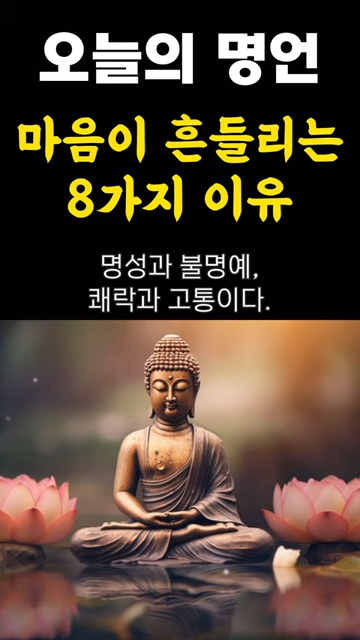 오늘의 명언
마음이 흔들리는
8가지 이유
명성과 불명예,
쾌락과 고통이다.